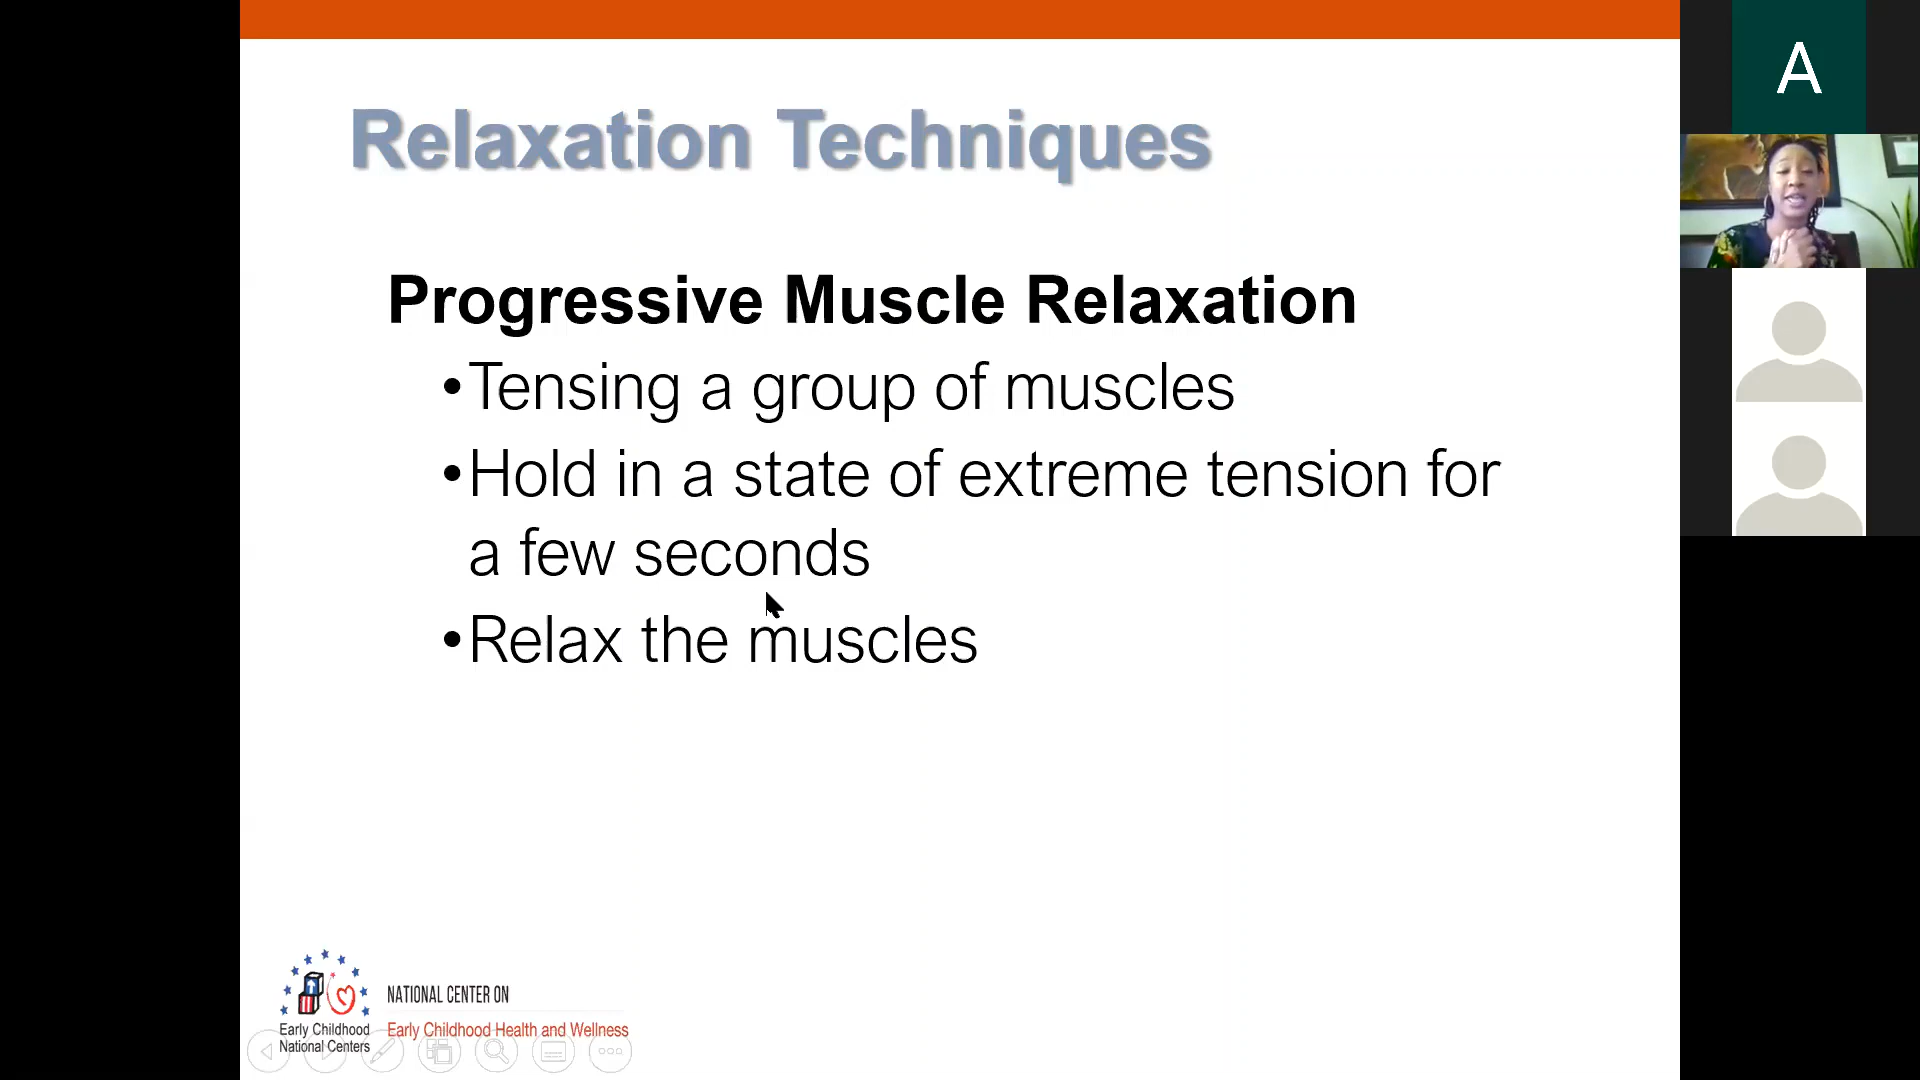 Relaxation Techniques
A
Progressive Muscle Relaxation
•Tensing a group of muscles
•Hold in a state of extreme tension for
a few seconds
•Relax the muscles
Early Childhood
National Centers
NATIONAL CENTER ON
Early Childhood Health and Wellness